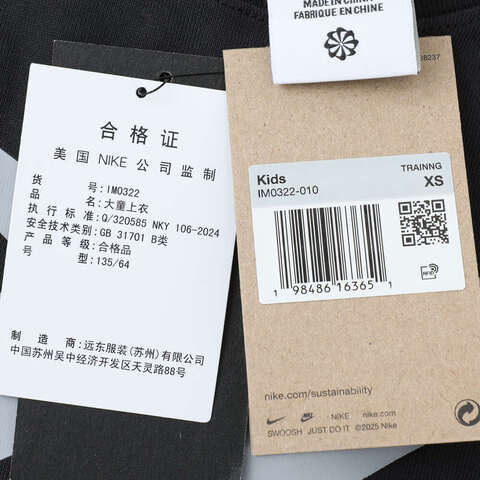 MADE IN CHINA
FABRIQUE EN CHINE
合格证
美国 NIKE 公司监制
货 号: IM0322
品 名: 大童上衣
执行标准: Q/320585 NKY 106-2024
安全技术类别: GB 31701 B类
产品等级: 合格品
号 型: 135/64
制造商: 远东服装(苏州)有限公司
中国苏州吴中经济开发区天灵路88号
Kids
IM0322-010
TRAINNG
XS
1 98486 16365 1
RFID
nike.com/sustainability
NIKE
nike.com
SWOOSH
JUST DO IT
©2025 Nike